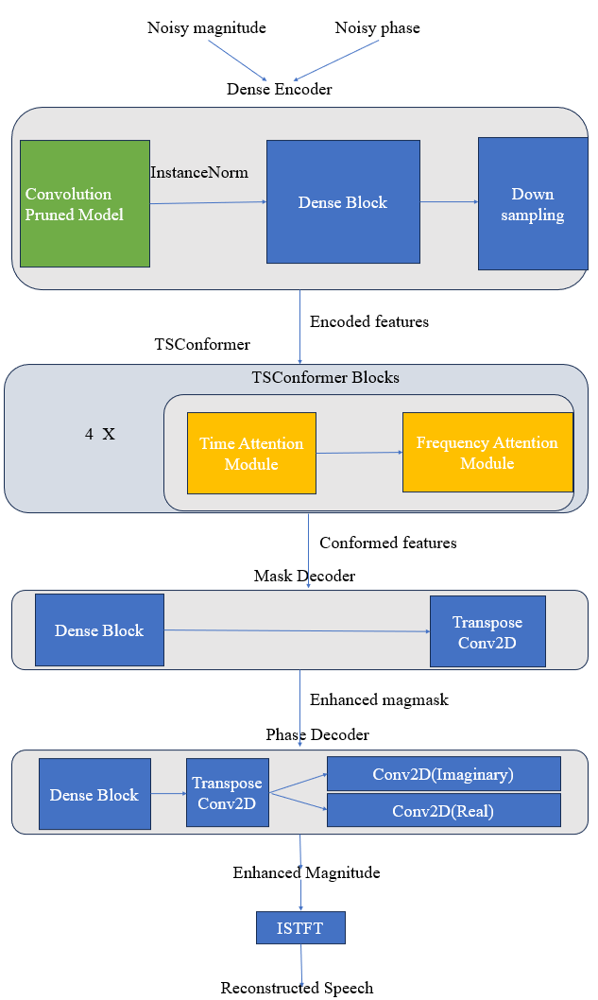 Noisy magnitude
Noisy phase
Dense Encoder
Convolution
Pruned Model
InstanceNorm
Dense Block
Down
sampling
Encoded features
TSConformer
TSConformer Blocks
4 X
Time Attention
Module
Frequency Attention
Module
Conformed features
Mask Decoder
Dense Block
Transpose
Conv2D
Enhanced magmask
Phase Decoder
Dense Block
Transpose
Conv2D
Conv2D(Imaginary)
Conv2D(Real)
Enhanced Magnitude
ISTFT
Reconstructed Speech